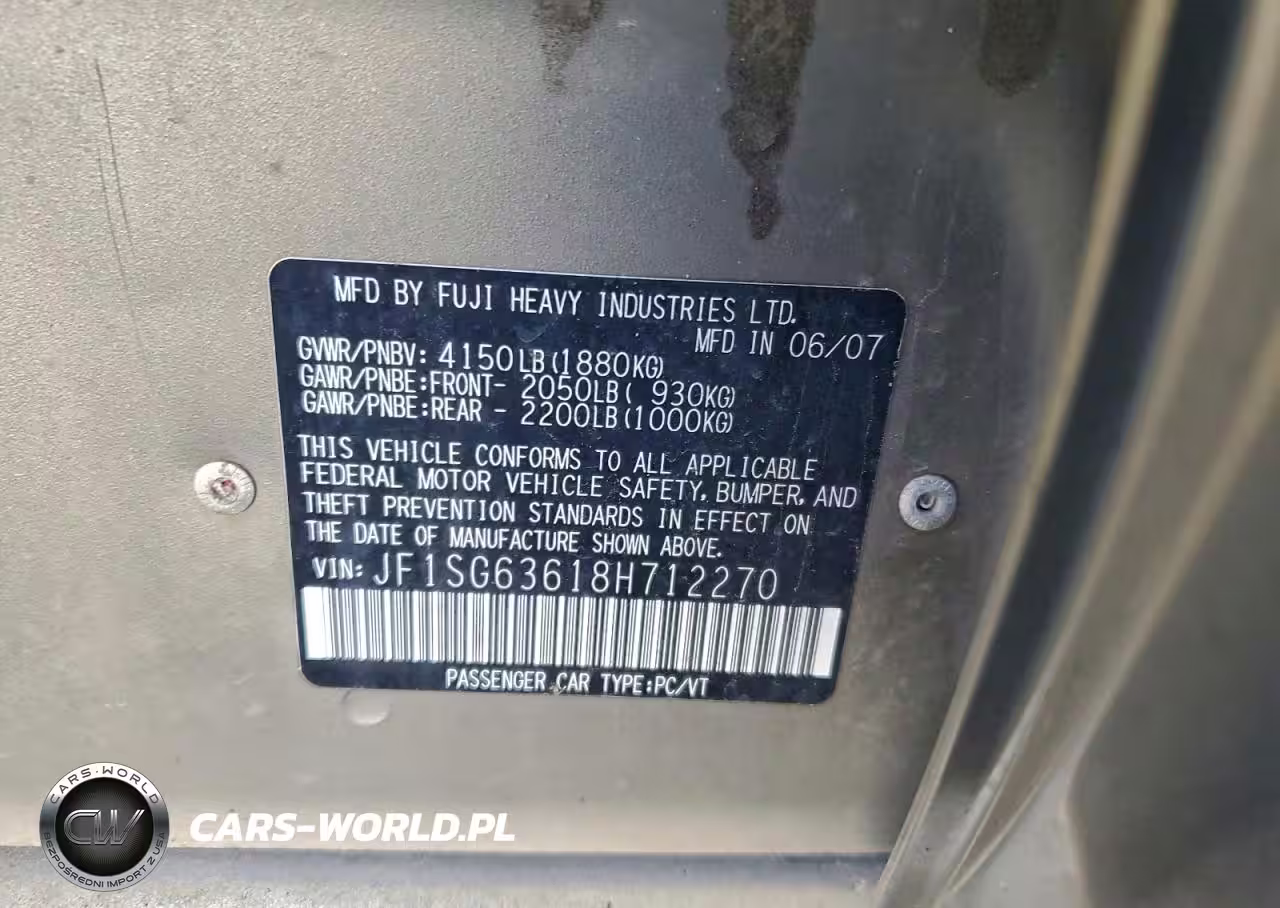 MFD BY FUJI HEAVY INDUSTRIES LTD.
MFD IN 06/07
GVWR/PNBV: 4150LB(1880KG)
GAWR/PNBE:FRONT- 2050LB( 930KG)
GAWR/PNBE:REAR - 2200LB(1000KG)
THIS VEHICLE CONFORMS TO ALL APPLICABLE
FEDERAL MOTOR VEHICLE SAFETY, BUMPER, AND
THEFT PREVENTION STANDARDS IN EFFECT ON
THE DATE OF MANUFACTURE SHOWN ABOVE.
VIN: JF1SG63618H712270
PASSENGER CAR TYPE:PC/VT
CARS-WORLD
CW
BEZPOŚREDNI IMPORT Z USA
CARS-WORLD.PL